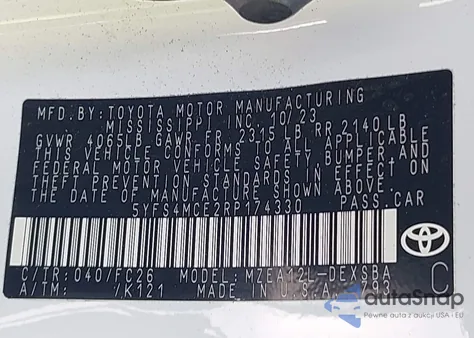 MFD. BY: TOYOTA MOTOR MANUFACTURING
MISSISSIPPI, INC. 10/23
GVWR 4065LB GAWR FR 2315 LB RR 2140 LB
THIS VEHICLE CONFORMS TO ALL APPLICABLE
FEDERAL MOTOR VEHICLE SAFETY, BUMPER, AND
THEFT PREVENTION STANDARDS IN EFFECT ON
THE DATE OF MANUFACTURE SHOWN ABOVE.
5YFS4MCE2RP174330 PASS. CAR
TOYOTA
C/TR: 040/FC26 MODEL: MZEA12L-DEXSBA
A/TM: /K121 MADE IN U.S.A. C
autoSnap
Pewne auta z aukcji USA i EU